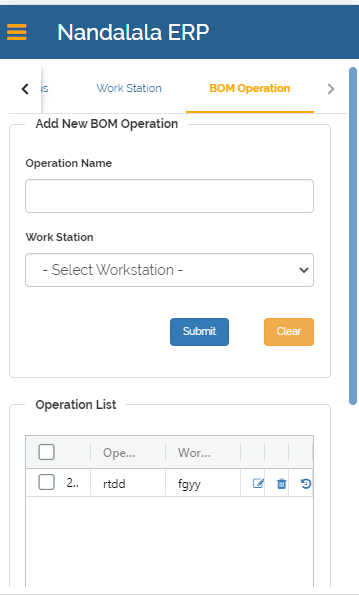 Nandalala ERP
us Work Station BOM Operation
Add New BOM Operation
Operation Name
Work Station
- Select Workstation -
Submit Clear
Operation List
Ope... Wor...
2.. rtdd fgyy